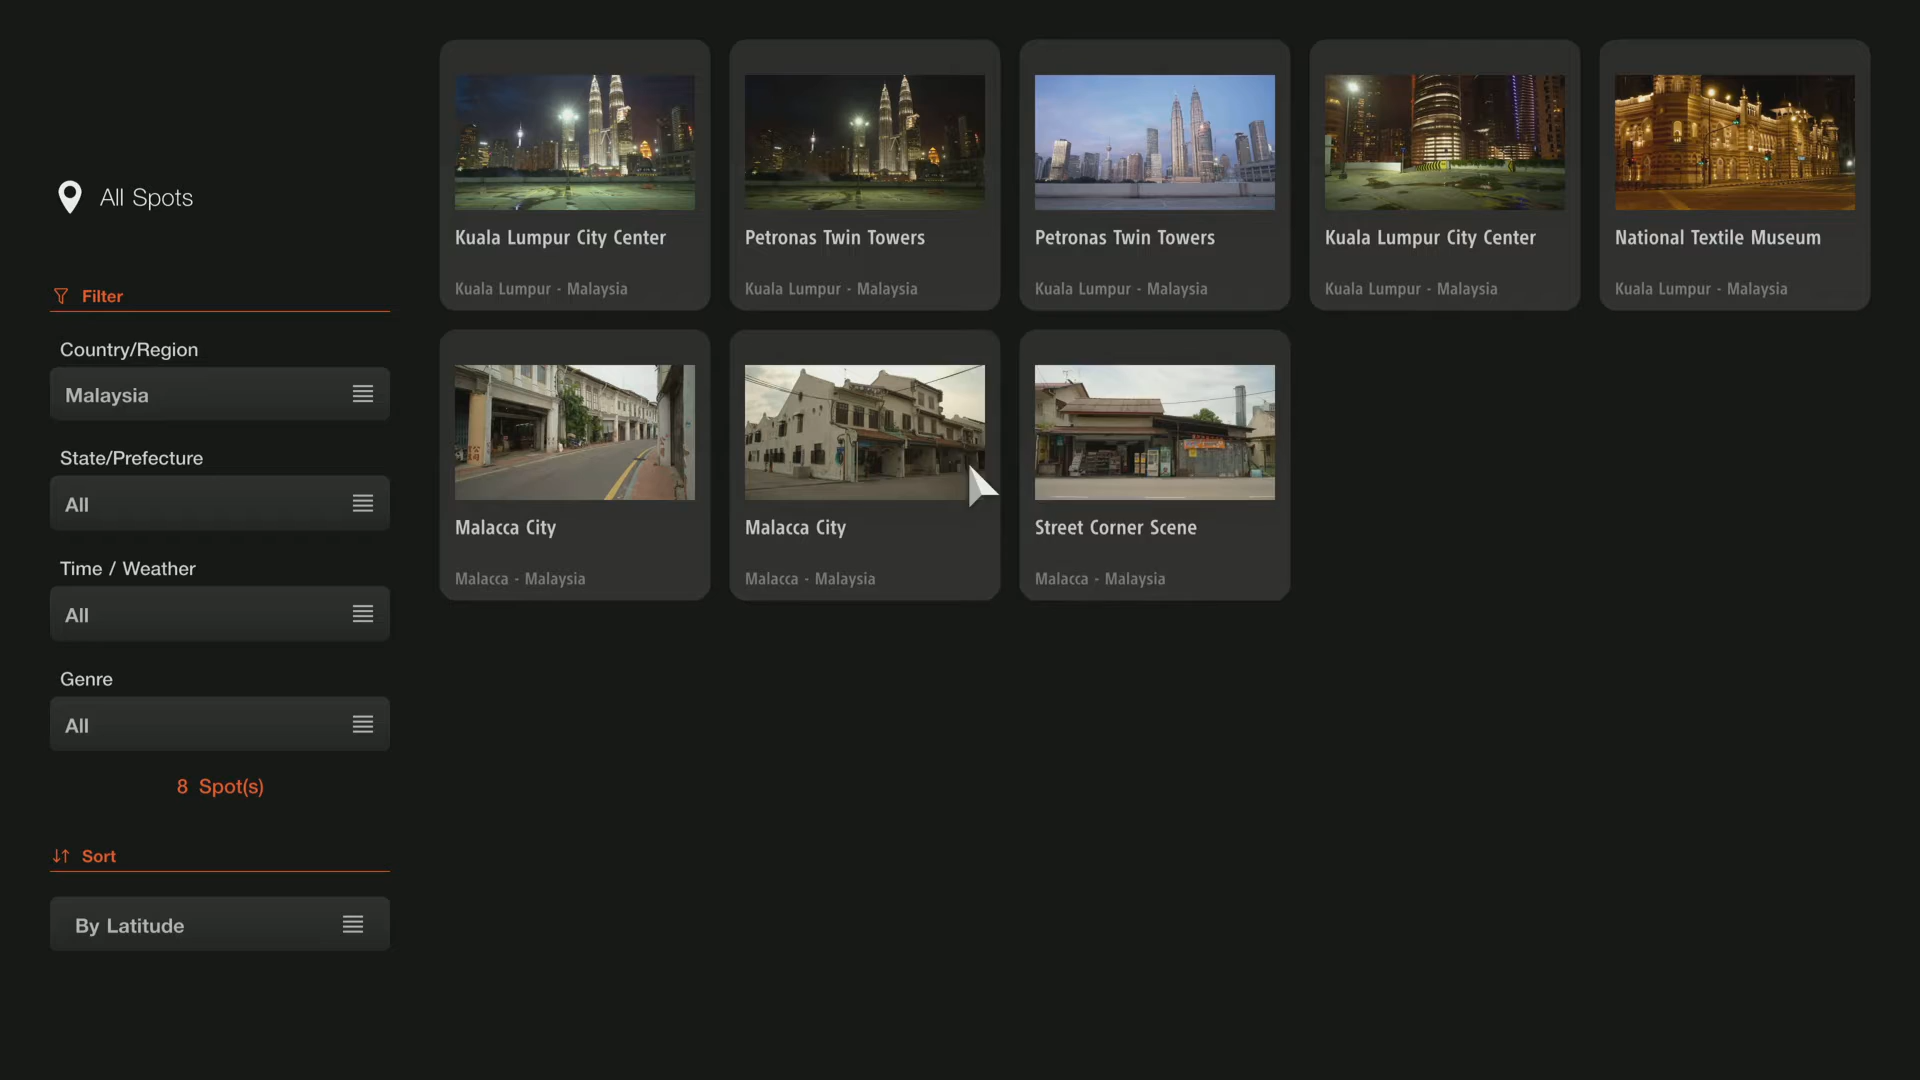 All Spots
Filter
Country/Region
Malaysia
State/Prefecture
All
Time / Weather
All
Genre
All
8 Spot(s)
Sort
By Latitude
Kuala Lumpur City Center
Kuala Lumpur - Malaysia
Petronas Twin Towers
Kuala Lumpur - Malaysia
Petronas Twin Towers
Kuala Lumpur - Malaysia
Kuala Lumpur City Center
Kuala Lumpur - Malaysia
National Textile Museum
Kuala Lumpur - Malaysia
Malacca City
Malacca - Malaysia
Malacca City
Malacca - Malaysia
Street Corner Scene
Malacca - Malaysia